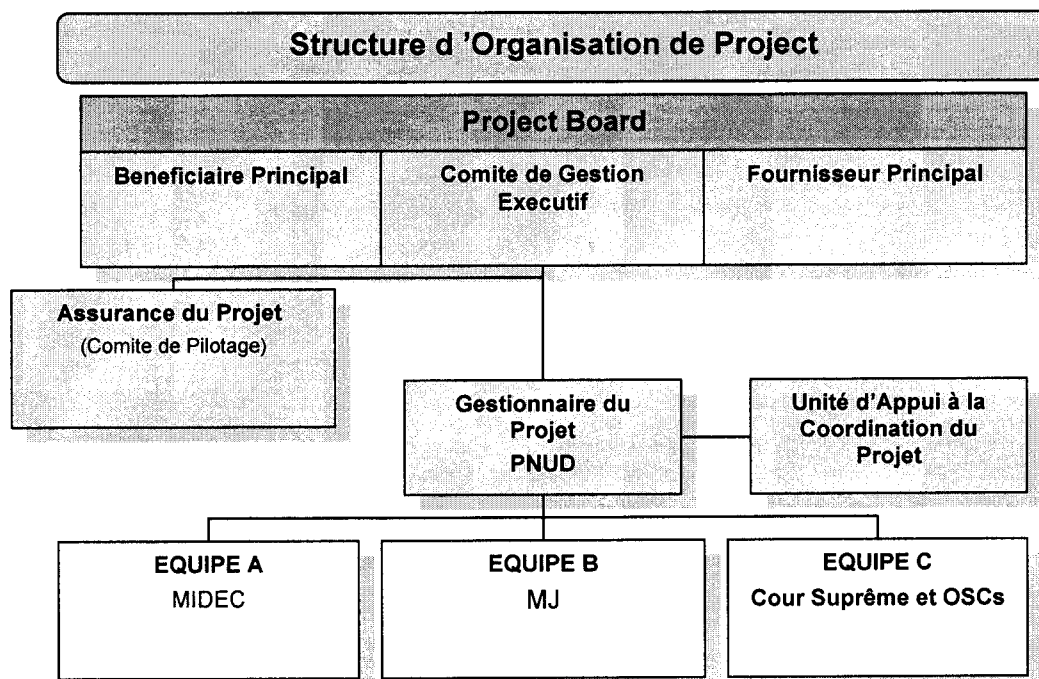 Structure d 'Organisation de Project
Project Board
Beneficiaire Principal
Comite de Gestion
Executif
Fournisseur Principal
Assurance du Projet
(Comite de Pilotage)
Gestionnaire du
Projet
PNUD
Unité d'Appui à la
Coordination du
Projet
EQUIPE A
MIDEC
EQUIPE B
MJ
EQUIPE C
Cour Suprême et OSCs